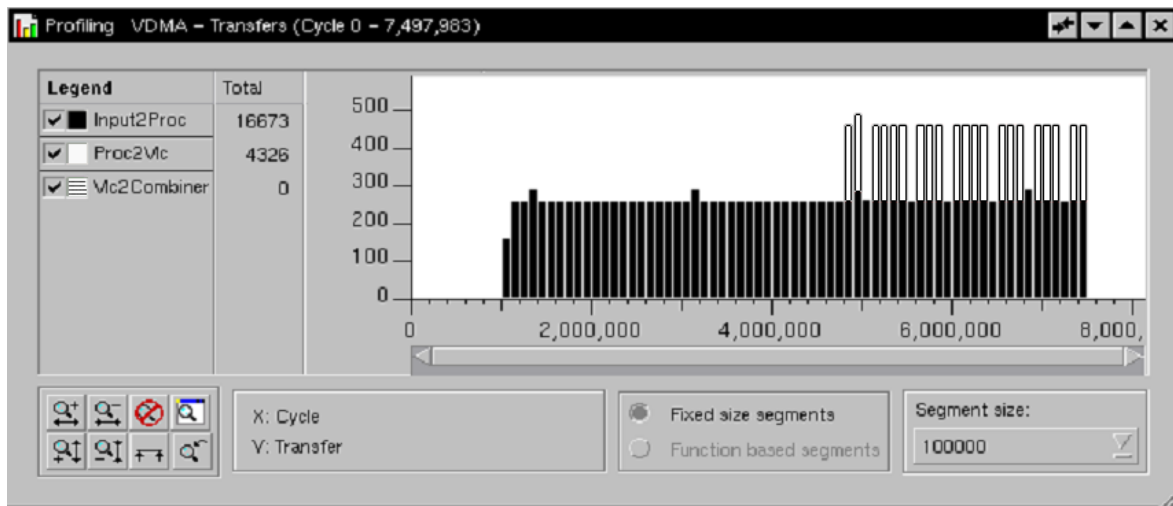 Profiling VDMA – Transfers (Cycle 0 – 7,497,983)
Legend Total
Input2Proc 16673
Proc2Vlc 4326
Vlc2Combiner 0
500
400
300
200
100
0
0 2,000,000 4,000,000 6,000,000 8,000,
X: Cycle
V: Transfer
Fixed size segments
Function based segments
Segment size:
100000